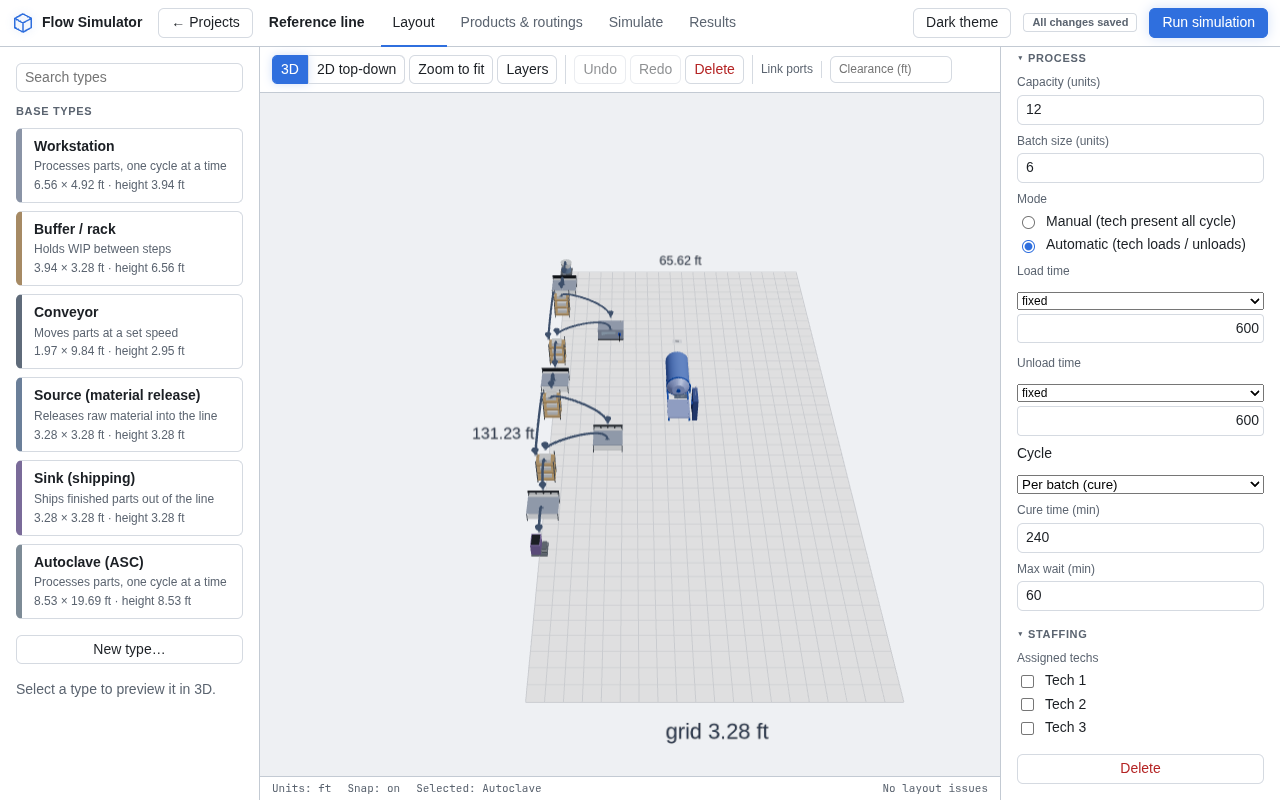 Flow Simulator
← Projects
Reference line
Layout
Products & routings
Simulate
Results
Dark theme
All changes saved
Run simulation
Search types
BASE TYPES
Workstation
Processes parts, one cycle at a time
6.56 × 4.92 ft · height 3.94 ft
Buffer / rack
Holds WIP between steps
3.94 × 3.28 ft · height 6.56 ft
Conveyor
Moves parts at a set speed
1.97 × 9.84 ft · height 2.95 ft
Source (material release)
Releases raw material into the line
3.28 × 3.28 ft · height 3.28 ft
Sink (shipping)
Ships finished parts out of the line
3.28 × 3.28 ft · height 3.28 ft
Autoclave (ASC)
Processes parts, one cycle at a time
8.53 × 19.69 ft · height 8.53 ft
New type…
Select a type to preview it in 3D.
3D
2D top-down
Zoom to fit
Layers
Undo
Redo
Delete
Link ports
Clearance (ft)
65.62 ft
131.23 ft
grid 3.28 ft
Units: ft
Snap: on
Selected: Autoclave
No layout issues
PROCESS
Capacity (units)
12
Batch size (units)
6
Mode
Manual (tech present all cycle)
Automatic (tech loads / unloads)
Load time
fixed
600
Unload time
fixed
600
Cycle
Per batch (cure)
Cure time (min)
240
Max wait (min)
60
STAFFING
Assigned techs
Tech 1
Tech 2
Tech 3
Delete